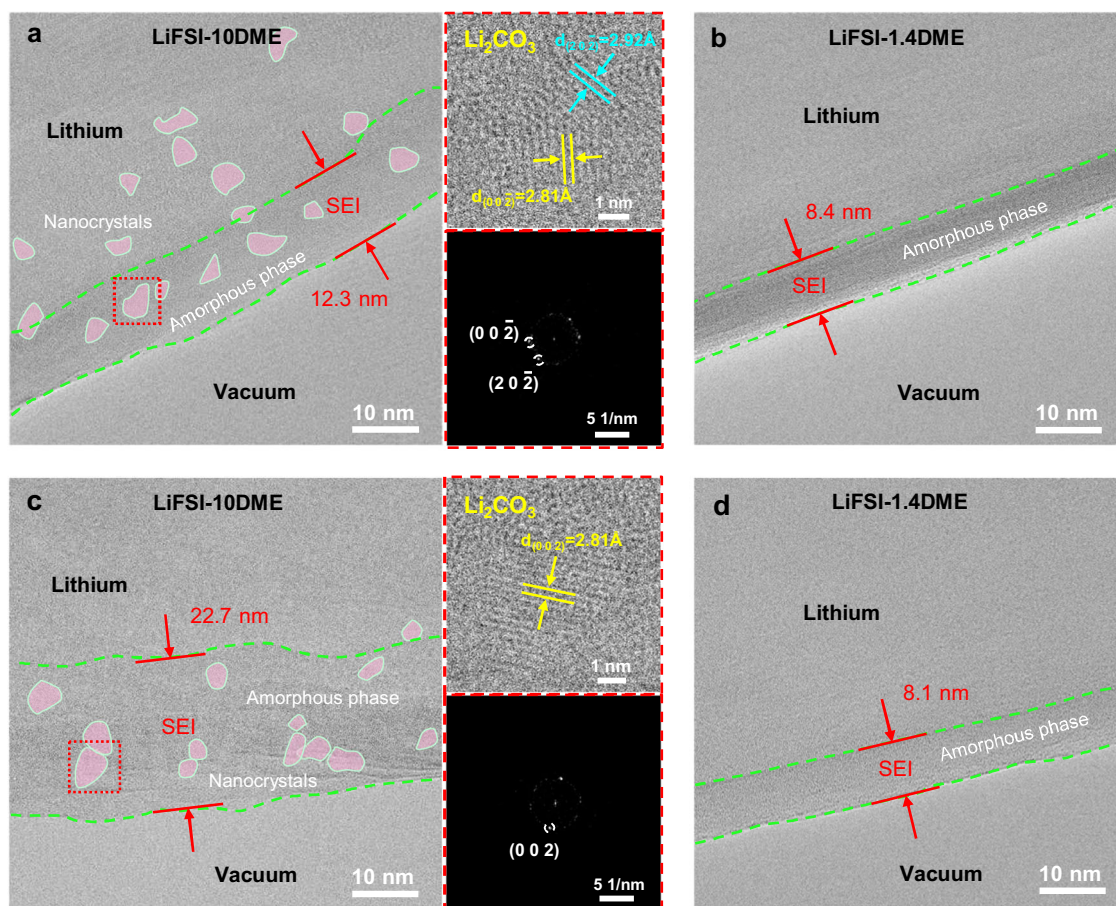 a
LiFSI-10DME
Lithium
Nanocrystals
SEI
Amorphous phase
12.3 nm
Vacuum
10 nm
Li₂CO₃
d(2 0 2̄)=2.92Å
d(0 0 2̄)=2.81Å
1 nm
(0 0 2̄)
(2 0 2̄)
5 1/nm
b
LiFSI-1.4DME
Lithium
8.4 nm
Amorphous phase
SEI
Vacuum
10 nm
c
LiFSI-10DME
Lithium
22.7 nm
Amorphous phase
SEI
Nanocrystals
Vacuum
10 nm
Li₂CO₃
d(0 0 2)=2.81Å
1 nm
(0 0 2)
5 1/nm
d
LiFSI-1.4DME
Lithium
8.1 nm
Amorphous phase
SEI
Vacuum
10 nm